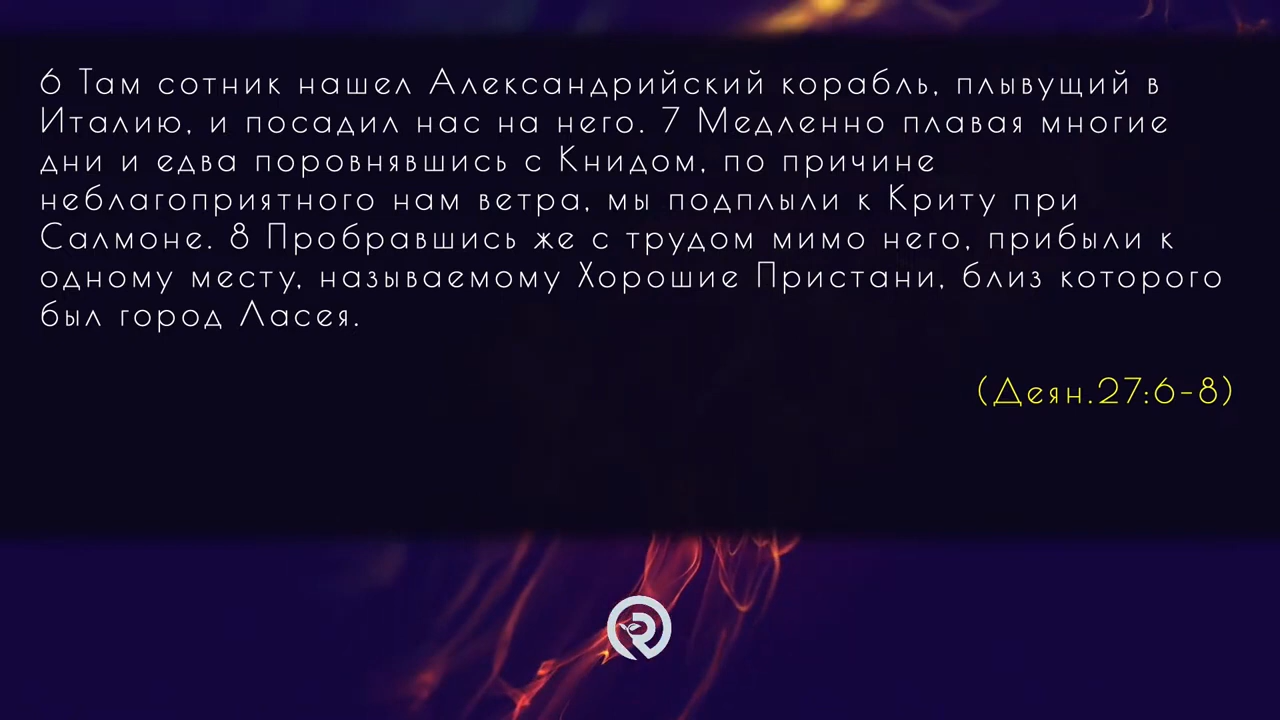 6 Там сотник нашел Александрийский корабль, плывущий в
Италию, и посадил нас на него. 7 Медленно плавая многие
дни и едва поровнявшись с Книдом, по причине
неблагоприятного нам ветра, мы подплыли к Криту при
Салмоне. 8 Пробравшись же с трудом мимо него, прибыли к
одному месту, называемому Хорошие Пристани, близ которого
был город Ласея.
(Деян.27:6-8)